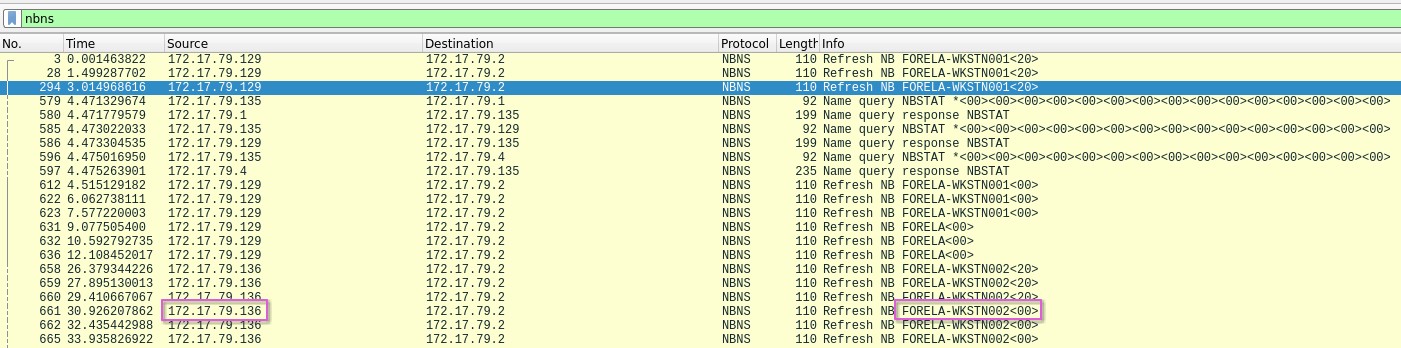 nbns
No. Time Source Destination Protocol Length Info
3 0.001463822 172.17.79.129 172.17.79.2 NBNS 110 Refresh NB FORELA-WKSTN001<20>
28 1.499287702 172.17.79.129 172.17.79.2 NBNS 110 Refresh NB FORELA-WKSTN001<20>
294 3.014968616 172.17.79.129 172.17.79.2 NBNS 110 Refresh NB FORELA-WKSTN001<20>
579 4.471329674 172.17.79.135 172.17.79.1 NBNS 92 Name query NBSTAT *<00><00><00><00><00><00><00><00><00><00><00><00><00><00><00>
580 4.471779579 172.17.79.1 172.17.79.135 NBNS 199 Name query response NBSTAT
585 4.473022033 172.17.79.135 172.17.79.129 NBNS 92 Name query NBSTAT *<00><00><00><00><00><00><00><00><00><00><00><00><00><00><00>
586 4.473304535 172.17.79.129 172.17.79.135 NBNS 199 Name query response NBSTAT
596 4.475016950 172.17.79.135 172.17.79.4 NBNS 92 Name query NBSTAT *<00><00><00><00><00><00><00><00><00><00><00><00><00><00><00>
597 4.475263901 172.17.79.4 172.17.79.135 NBNS 235 Name query response NBSTAT
612 4.515129182 172.17.79.129 172.17.79.2 NBNS 110 Refresh NB FORELA-WKSTN001<00>
622 6.062738111 172.17.79.129 172.17.79.2 NBNS 110 Refresh NB FORELA-WKSTN001<00>
623 7.577220003 172.17.79.129 172.17.79.2 NBNS 110 Refresh NB FORELA-WKSTN001<00>
631 9.077505400 172.17.79.129 172.17.79.2 NBNS 110 Refresh NB FORELA<00>
632 10.592792735 172.17.79.129 172.17.79.2 NBNS 110 Refresh NB FORELA<00>
636 12.108452017 172.17.79.129 172.17.79.2 NBNS 110 Refresh NB FORELA<00>
658 26.379344226 172.17.79.136 172.17.79.2 NBNS 110 Refresh NB FORELA-WKSTN002<20>
659 27.895130013 172.17.79.136 172.17.79.2 NBNS 110 Refresh NB FORELA-WKSTN002<20>
660 29.410667067 172.17.79.136 172.17.79.2 NBNS 110 Refresh NB FORELA-WKSTN002<20>
661 30.926207862 172.17.79.136 172.17.79.2 NBNS 110 Refresh NB FORELA-WKSTN002<00>
662 32.435442988 172.17.79.136 172.17.79.2 NBNS 110 Refresh NB FORELA-WKSTN002<00>
665 33.935826922 172.17.79.136 172.17.79.2 NBNS 110 Refresh NB FORELA-WKSTN002<00>